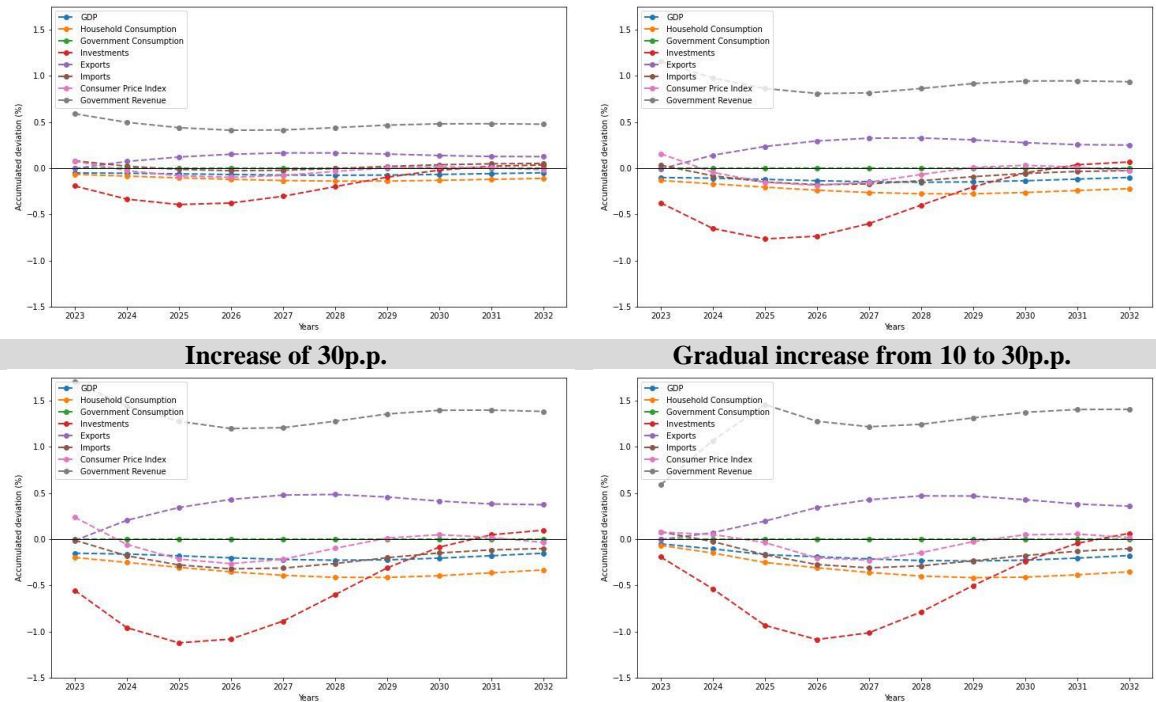 GDP
Household Consumption
Government Consumption
Investments
Exports
Imports
Consumer Price Index
Government Revenue
Accumulated deviation (%)
1.5
1.0
0.5
0.0
−0.5
−1.0
−1.5
2023 2024 2025 2026 2027 2028 2029 2030 2031 2032
Years
GDP
Household Consumption
Government Consumption
Investments
Exports
Imports
Consumer Price Index
Government Revenue
Accumulated deviation (%)
1.5
1.0
0.5
0.0
−0.5
−1.0
−1.5
2023 2024 2025 2026 2027 2028 2029 2030 2031 2032
Years
Increase of 30p.p.
Gradual increase from 10 to 30p.p.
GDP
Household Consumption
Government Consumption
Investments
Exports
Imports
Consumer Price Index
Government Revenue
Accumulated deviation (%)
1.5
1.0
0.5
0.0
−0.5
−1.0
−1.5
2023 2024 2025 2026 2027 2028 2029 2030 2031 2032
Years
GDP
Household Consumption
Government Consumption
Investments
Exports
Imports
Consumer Price Index
Government Revenue
Accumulated deviation (%)
1.5
1.0
0.5
0.0
−0.5
−1.0
−1.5
2023 2024 2025 2026 2027 2028 2029 2030 2031 2032
Years